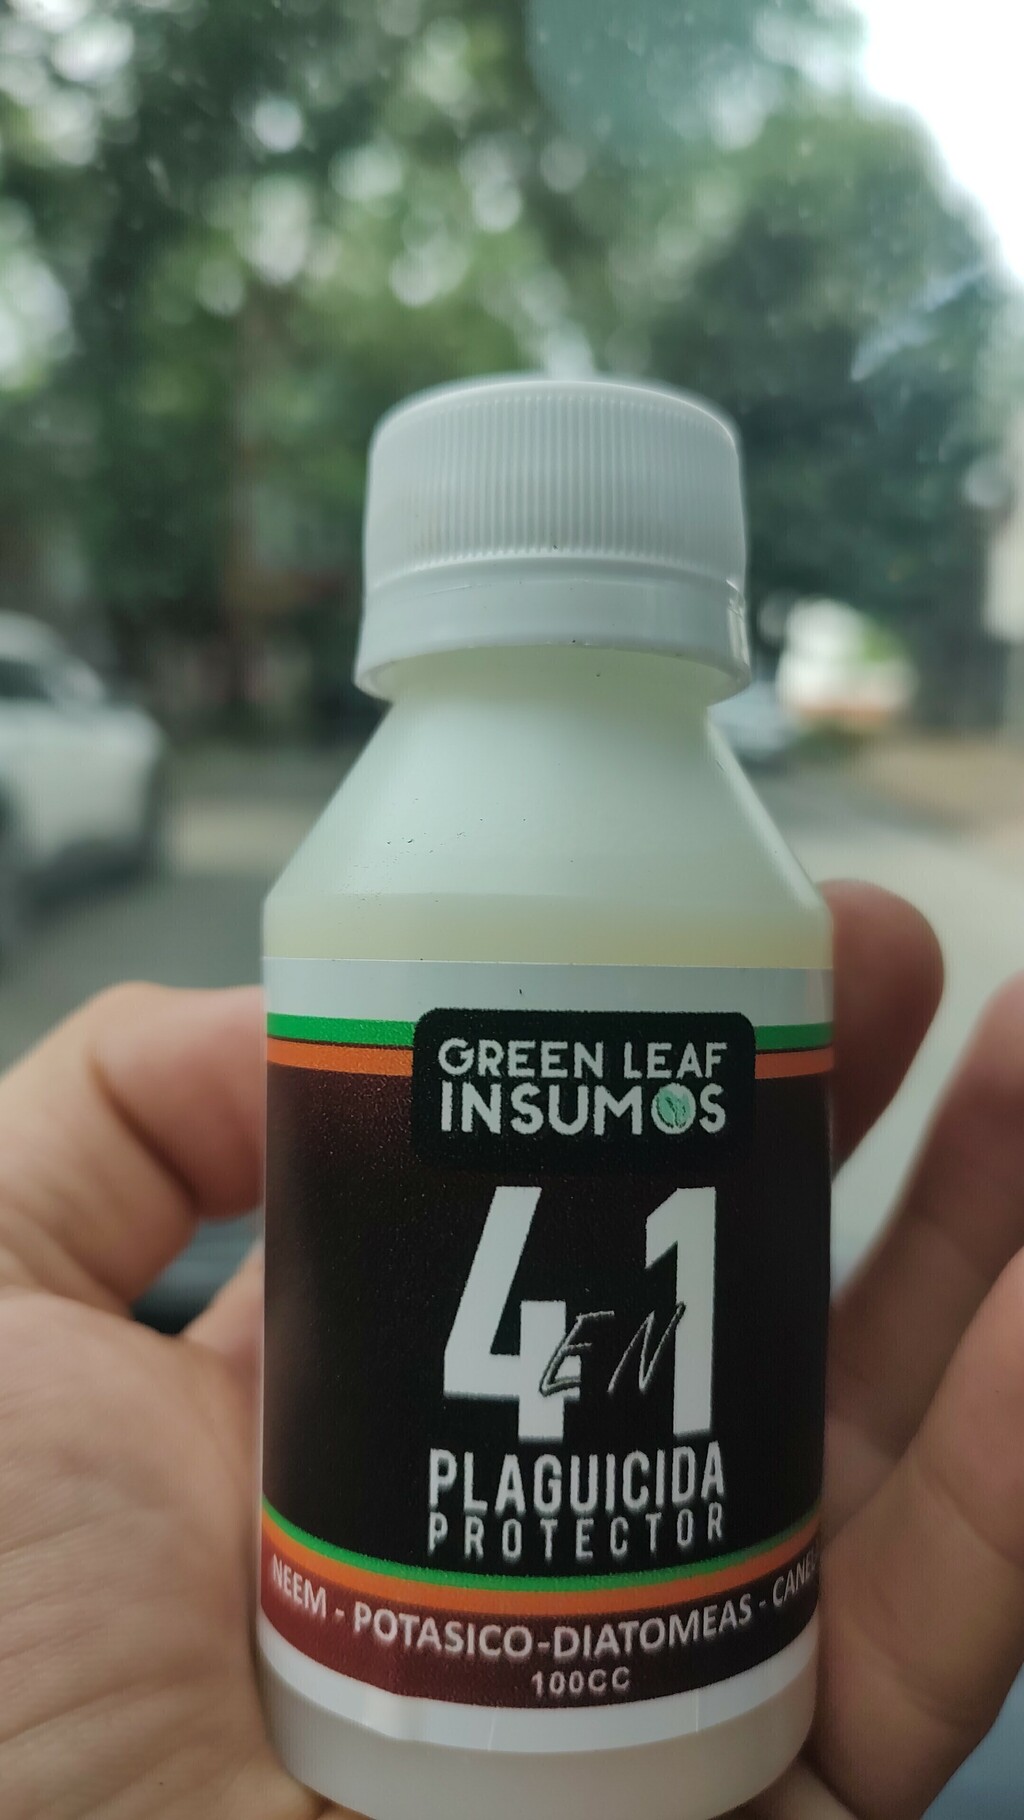 GREEN LEAF
INSUMOS
4 EN 1
PLAGUICIDA
PROTECTOR
NEEM - POTASICO-DIATOMEAS -
100CC